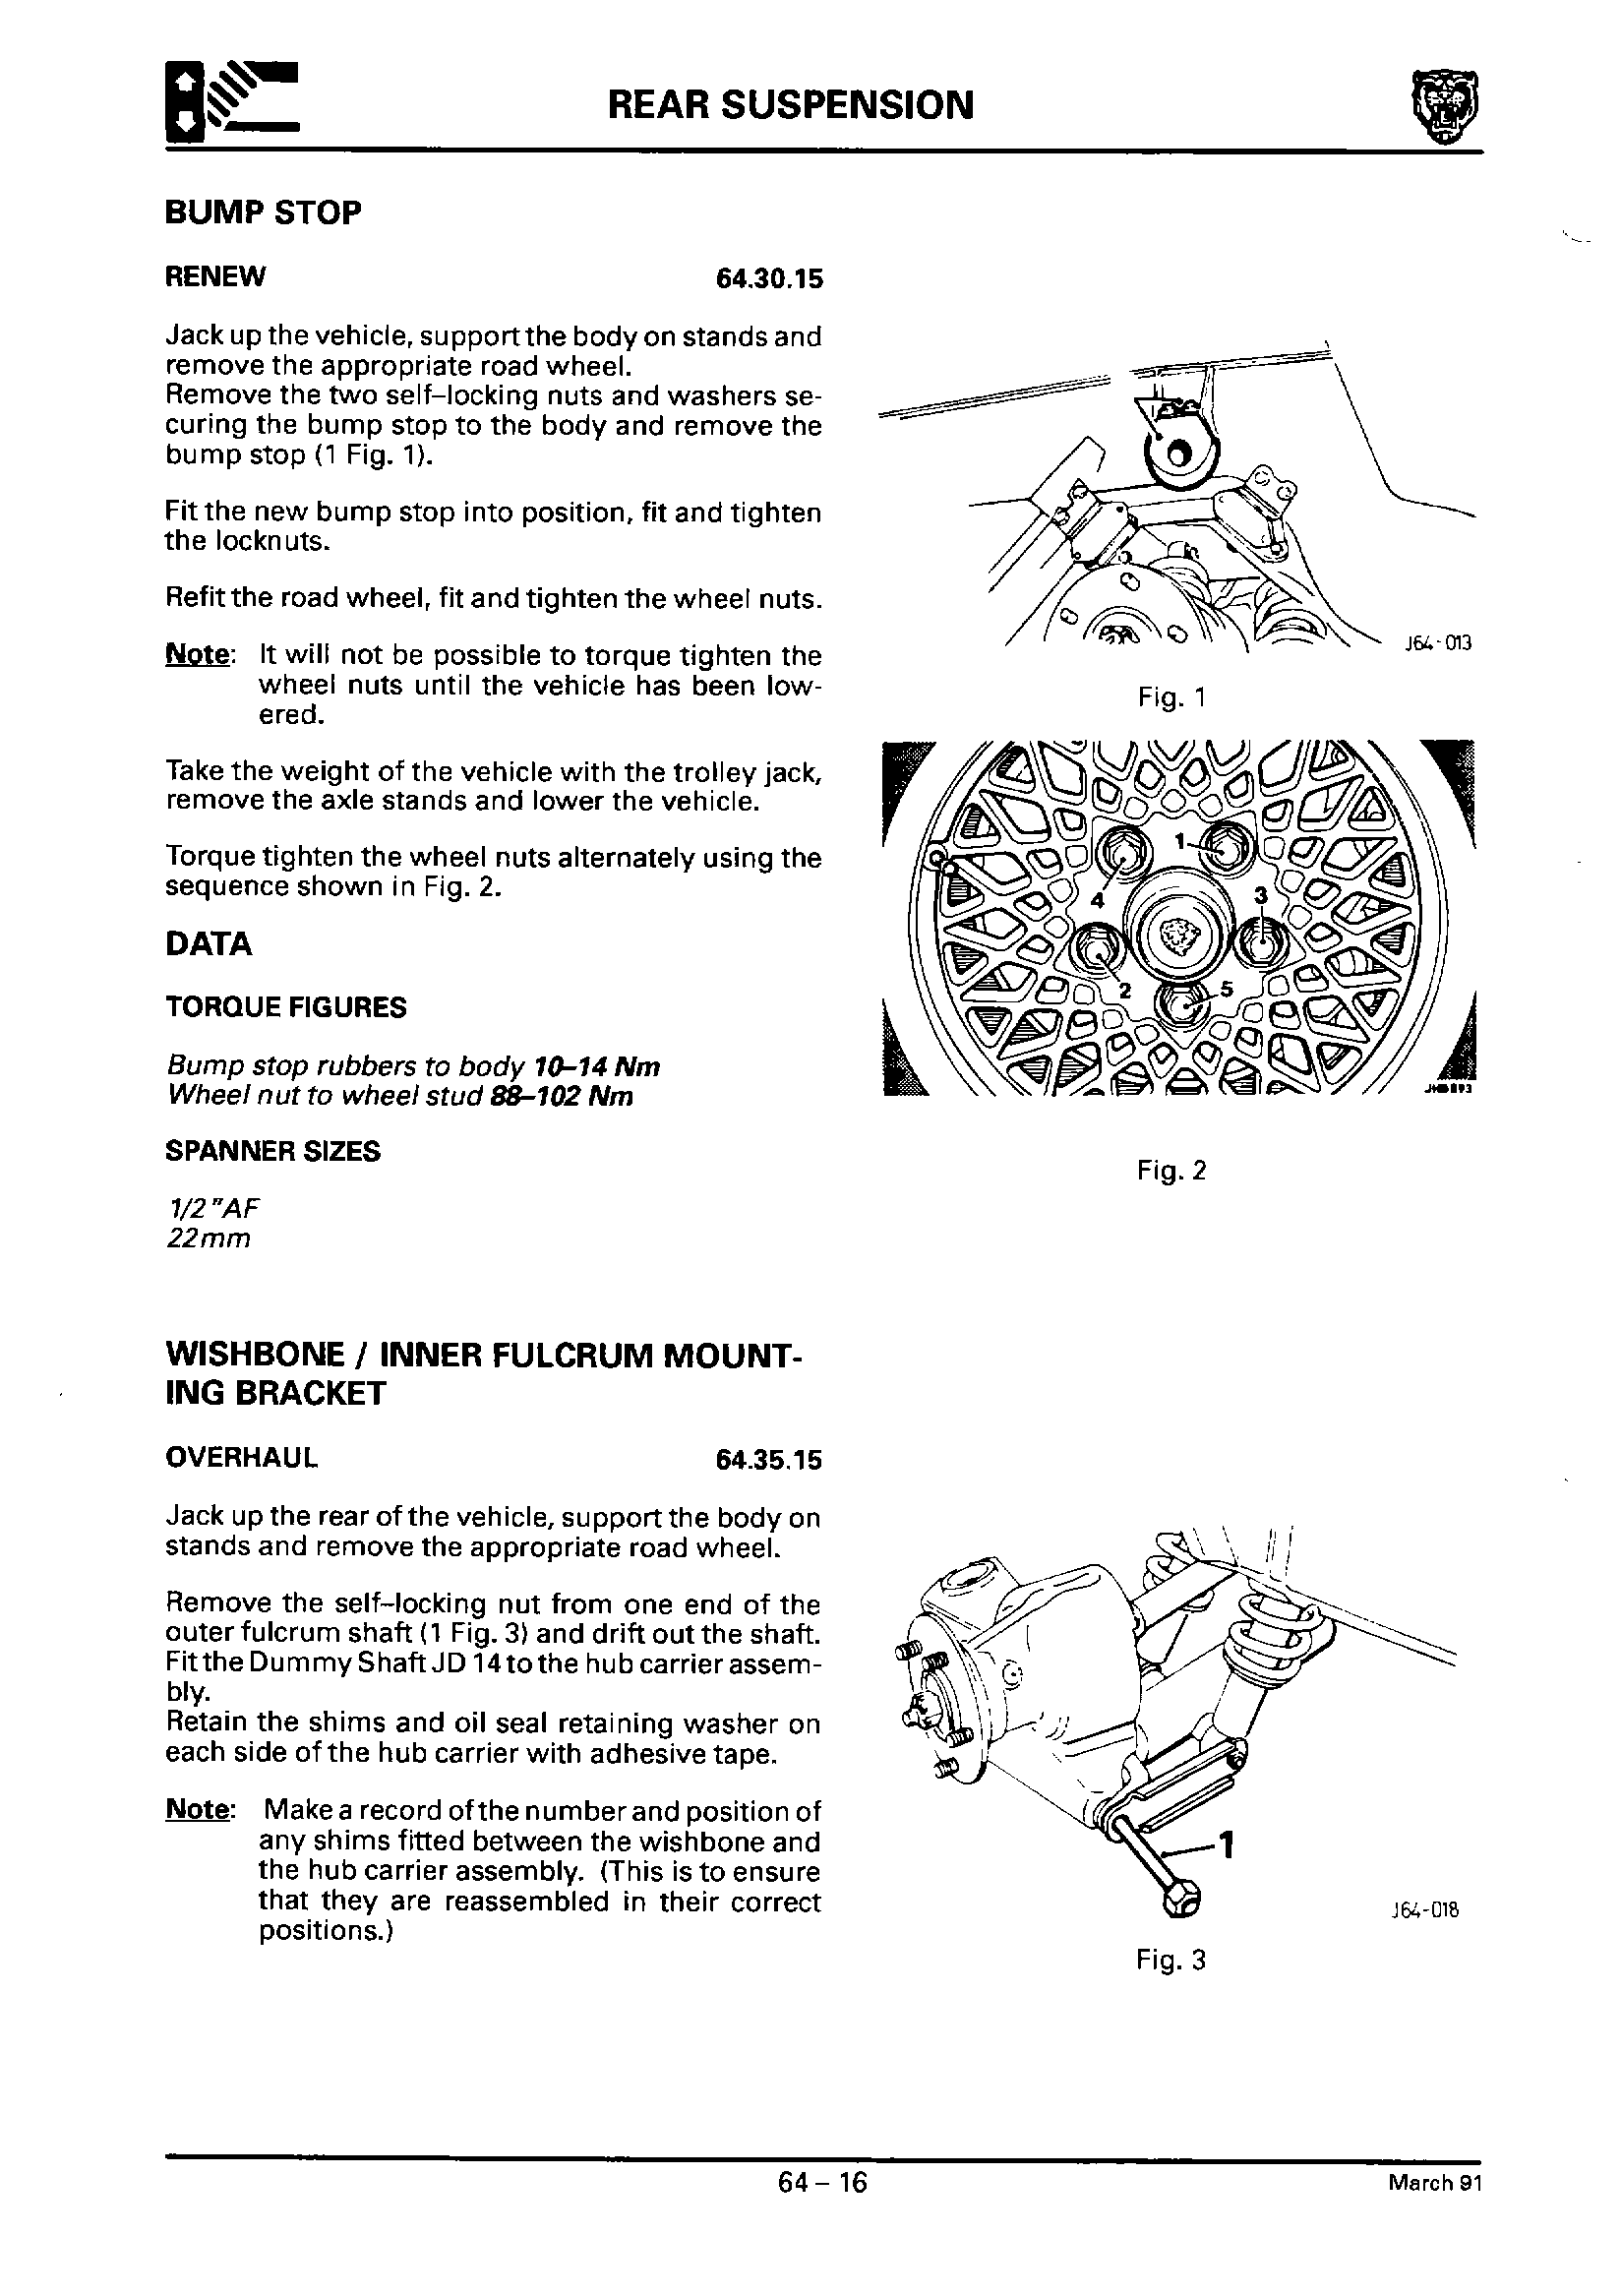 REAR SUSPENSION
BUMP STOP
RENEW 64.30.15
Jack up the vehicle, support the body on stands and
remove the appropriate road wheel.
Remove the two self–locking nuts and washers se-
curing the bump stop to the body and remove the
bump stop (1 Fig. 1).
Fit the new bump stop into position, fit and tighten
the locknuts.
Refit the road wheel, fit and tighten the wheel nuts.
Note: It will not be possible to torque tighten the
wheel nuts until the vehicle has been low-
ered.
Take the weight of the vehicle with the trolley jack,
remove the axle stands and lower the vehicle.
Torque tighten the wheel nuts alternately using the
sequence shown in Fig. 2.
DATA
TORQUE FIGURES
Bump stop rubbers to body 10–14 Nm
Wheel nut to wheel stud 88–102 Nm
SPANNER SIZES
1/2 "AF
22mm
J64-013
Fig. 1
1
4
3
2
5
Fig. 2
WISHBONE / INNER FULCRUM MOUNT-
ING BRACKET
OVERHAUL 64.35.15
Jack up the rear of the vehicle, support the body on
stands and remove the appropriate road wheel.
Remove the self–locking nut from one end of the
outer fulcrum shaft (1 Fig. 3) and drift out the shaft.
Fit the Dummy Shaft JD 14 to the hub carrier assem-
bly.
Retain the shims and oil seal retaining washer on
each side of the hub carrier with adhesive tape.
Note: Make a record of the number and position of
any shims fitted between the wishbone and
the hub carrier assembly. (This is to ensure
that they are reassembled in their correct
positions.)
1
J64-018
Fig. 3
64 – 16
March 91